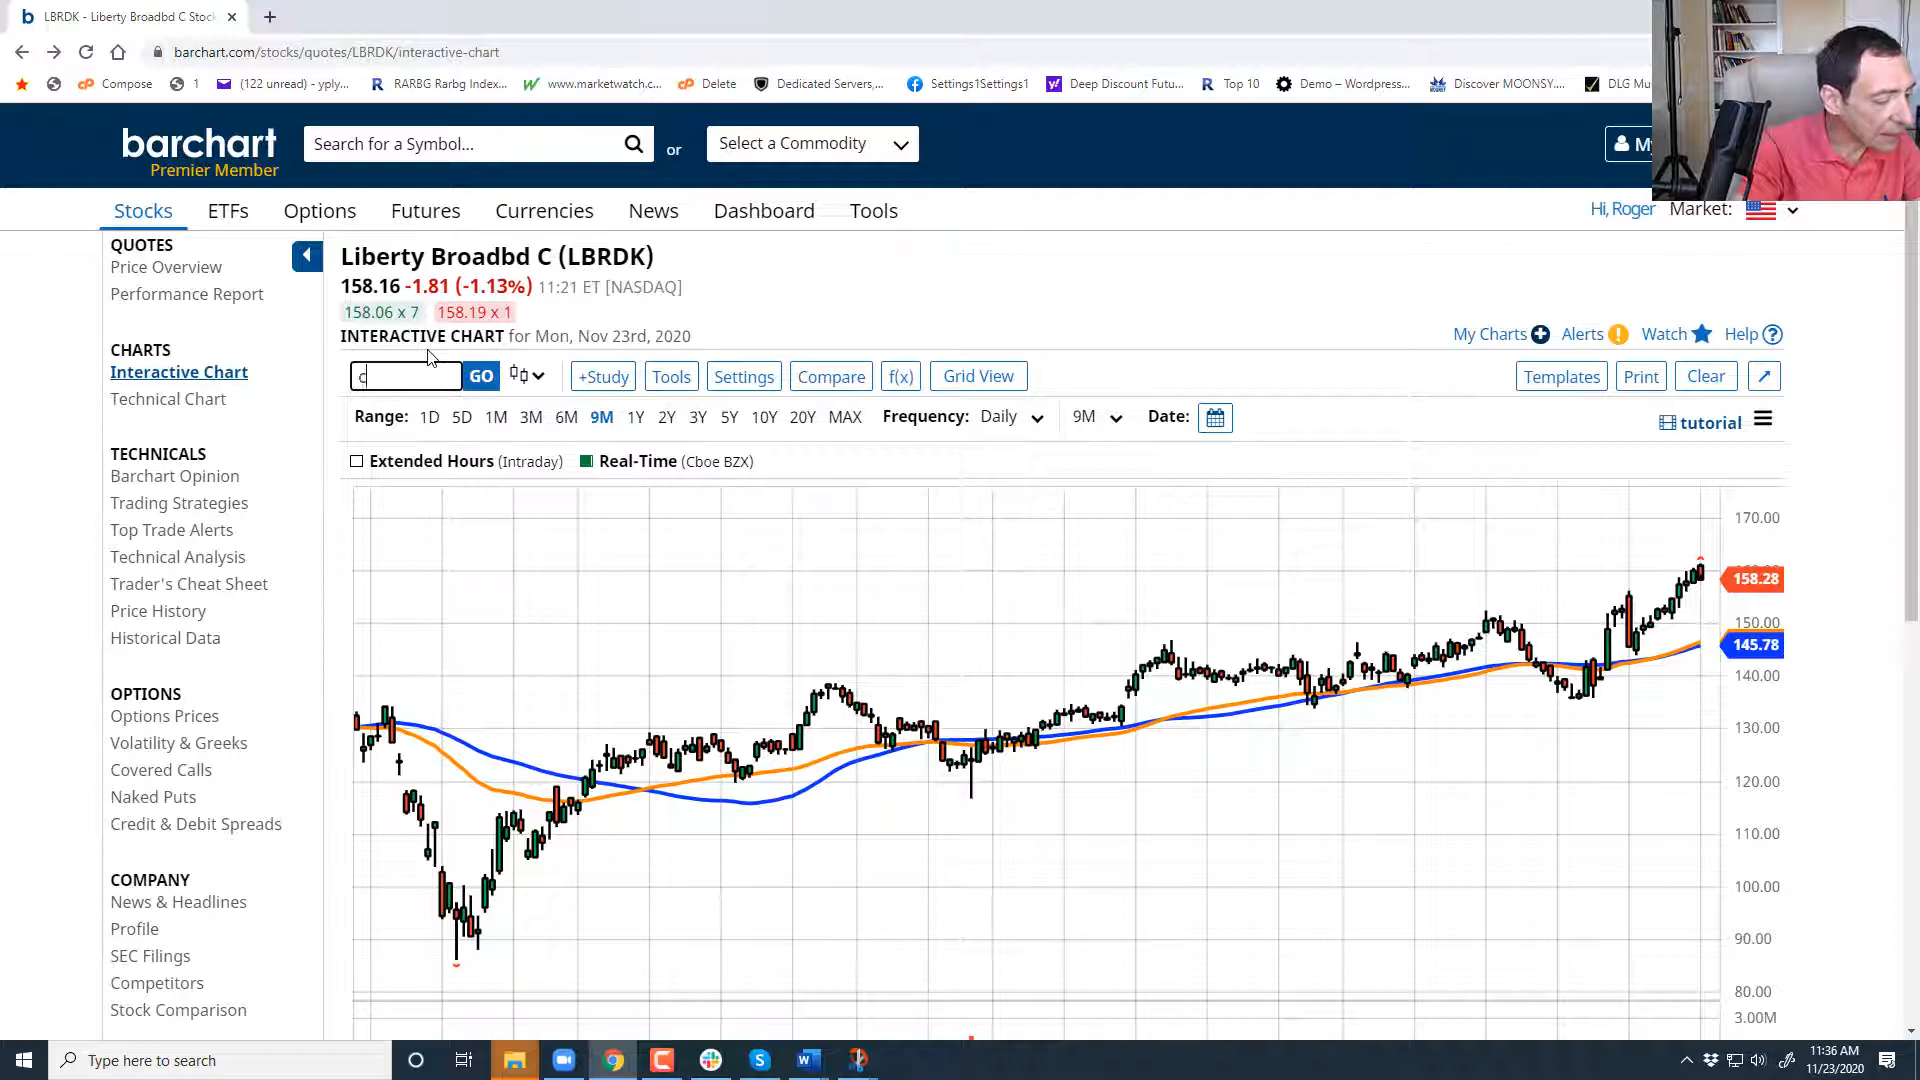 LBRDK - Liberty Broadbd C Stoc
barchart.com/stocks/quotes/LBRDK/interactive-chart
Compose
1
(122 unread) - yply...
RARBG Rarbg Index...
www.marketwatch.c...
Delete
Dedicated Servers,...
Settings1Settings1
Deep Discount Futu...
Top 10
Demo – Wordpress...
Discover MOONSY....
DLG Mu
barchart
Premier Member
Search for a Symbol...
or
Select a Commodity
My
Stocks
ETFs
Options
Futures
Currencies
News
Dashboard
Tools
Hi, Roger
Market:
QUOTES
Price Overview
Performance Report
CHARTS
Interactive Chart
Technical Chart
TECHNICALS
Barchart Opinion
Trading Strategies
Top Trade Alerts
Technical Analysis
Trader's Cheat Sheet
Price History
Historical Data
OPTIONS
Options Prices
Volatility & Greeks
Covered Calls
Naked Puts
Credit & Debit Spreads
COMPANY
News & Headlines
Profile
SEC Filings
Competitors
Stock Comparison
Liberty Broadbd C (LBRDK)
158.16 -1.81 (-1.13%) 11:21 ET [NASDAQ]
158.06 x 7 158.19 x 1
INTERACTIVE CHART for Mon, Nov 23rd, 2020
My Charts
Alerts
Watch
Help
c
GO
+Study
Tools
Settings
Compare
f(x)
Grid View
Templates
Print
Clear
Range: 1D 5D 1M 3M 6M 9M 1Y 2Y 3Y 5Y 10Y 20Y MAX Frequency: Daily 9M Date:
tutorial
Extended Hours (Intraday) Real-Time (Cboe BZX)
170.00
158.28
150.00
145.78
140.00
130.00
120.00
110.00
100.00
90.00
80.00
3.00M
Type here to search
11:36 AM
11/23/2020